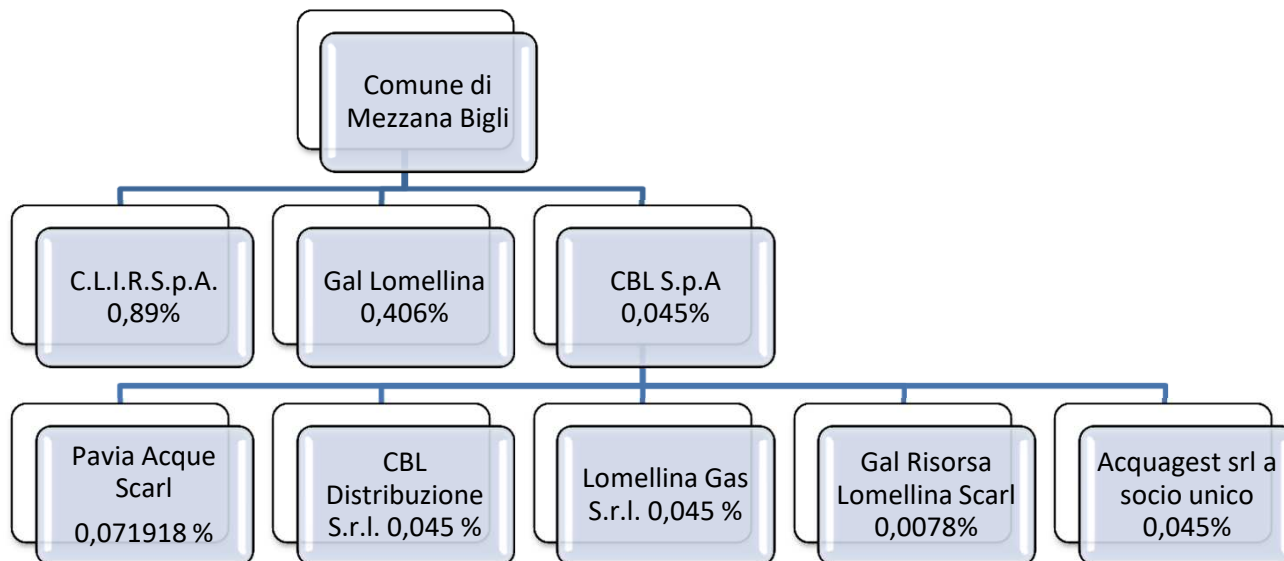 Comune di
Mezzana Bigli
C.L.I.R.S.p.A.
0,89%
Gal Lomellina
0,406%
CBL S.p.A
0,045%
Pavia Acque
Scarl
0,071918 %
CBL
Distribuzione
S.r.l. 0,045 %
Lomellina Gas
S.r.l. 0,045 %
Gal Risorsa
Lomellina Scarl
0,0078%
Acquagest srl a
socio unico
0,045%